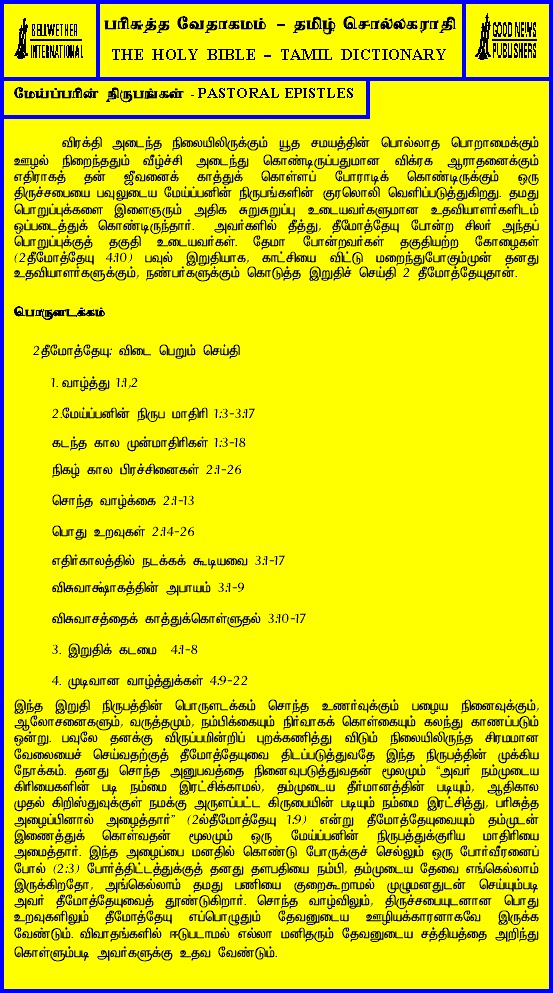 BELLWETHER
INTERNATIONAL
பரிசுத்த வேதாகமம் – தமிழ் சொல்லகராதி
THE HOLY BIBLE – TAMIL DICTIONARY
GOOD NEWS
PUBLISHERS
மேய்ப்பரின் நிருபங்கள் - PASTORAL EPISTLES
விரக்தி அடைந்த நிலையிலிருக்கும் யூத சமயத்தின் பொல்லாத பொறாமைக்கும்
ஊழல் நிறைந்ததும் வீழ்ச்சி அடைந்து கொண்டிருப்பதுமான விக்ரக ஆராதனைக்கும்
எதிராகத் தன் ஜீவனைக் காத்துக் கொள்ளப் போராடிக் கொண்டிருக்கும் ஒரு
திருச்சபையை பவுலுடைய மேய்ப்பனின் நிருபங்களின் குரலொலி வெளிப்படுத்துகிறது. தமது
பொறுப்புக்களை இளைஞரும் அதிக சுறுசுறுப்பு உடையவர்களுமான உதவியாளர்களிடம்
ஒப்படைத்துக் கொண்டிருந்தார். அவர்களில் தீத்து, தீமோத்தேயு போன்ற சிலர் அந்தப்
பொறுப்புக்குத் தகுதி உடையவர்கள். தேமா போன்றவர்கள் தகுதியற்ற கோழைகள்
(2தீமோத்தேயு 4:10) பவுல் இறுதியாக, காட்சியை விட்டு மறைந்துபோகும்முன் தனது
உதவியாளர்களுக்கும், நண்பர்களுக்கும் கொடுத்த இறுதிச் செய்தி 2 தீமோத்தேயுதான்.
பொருளடக்கம்
2தீமோத்தேயு: விடை பெறும் செய்தி
1. வாழ்த்து 1:1,2
2.மேய்ப்பனின் நிருப மாதிரி 1:3-3:17
கடந்த கால முன்மாதிரிகள் 1:3-18
நிகழ் கால பிரச்சினைகள் 2:1-26
சொந்த வாழ்க்கை 2:1-13
பொது உறவுகள் 2:14-26
எதிர்காலத்தில் நடக்கக் கூடியவை 3:1-17
விசுவாக்ஷாகத்தின் அபாயம் 3:1-9
விசுவாசத்தைக் காத்துக்கொள்ளுதல் 3:10-17
3. இறுதிக் கடமை 4:1-8
4. முடிவான வாழ்த்துக்கள் 4:9-22
இந்த இறுதி நிருபத்தின் பொருளடக்கம் சொந்த உணர்வுக்கும் பழைய நினைவுக்கும்,
ஆலோசனைகளும், வருத்தமும், நம்பிக்கையும் நிர்வாகக் கொள்கையும் கலந்து காணப்படும்
ஒன்று. பவுலே தனக்கு விருப்பமின்றிப் புறக்கணித்து விடும் நிலையிலிருந்த சிரமமான
வேலையைச் செய்வதற்குத் தீமோத்தேயுவை திடப்படுத்துவதே இந்த நிருபத்தின் முக்கிய
நோக்கம். தனது சொந்த அனுபவத்தை நினைவுபடுத்துவதன் மூலமும் “அவர் நம்முடைய
கிரியைகளின் படி நம்மை இரட்சிக்காமல், தம்முடைய தீர்மானத்தின் படியும், ஆதிகால
முதல் கிறிஸ்துவுக்குள் நமக்கு அருளப்பட்ட கிருபையின் படியும் நம்மை இரட்சித்து, பரிசுத்த
அழைப்பினால் அழைத்தார்” (2ல்தீமோத்தேயு 1:9) என்று தீமோத்தேயுவையும் தம்முடன்
இணைத்துக் கொள்வதன் மூலமும் ஒரு மேய்ப்பனின் நிருபத்துக்குரிய மாதிரியை
அமைத்தார். இந்த அழைப்பை மனதில் கொண்டு போருக்குச் செல்லும் ஒரு போர்வீரனைப்
போல் (2:3) போர்த்திட்டத்துக்குத் தனது தளபதியை நம்பி, தம்முடைய தேவை எங்கெல்லாம்
இருக்கிறதோ, அங்கெல்லாம் தமது பணியை குறைகூறாமல் முழுமனதுடன் செய்யும்படி
அவர் தீமோத்தேயுவைத் தூண்டுகிறார். சொந்த வாழ்விலும், திருச்சபையுடனான பொது
உறவுகளிலும் தீமோத்தேயு எப்பொழுதும் தேவனுடைய ஊழியக்காரனாகவே இருக்க
வேண்டும். விவாதங்களில் ஈடுபடாமல் எல்லா மனிதரும் தேவனுடைய சத்தியத்தை அறிந்து
கொள்ளும்படி அவர்களுக்கு உதவ வேண்டும்.